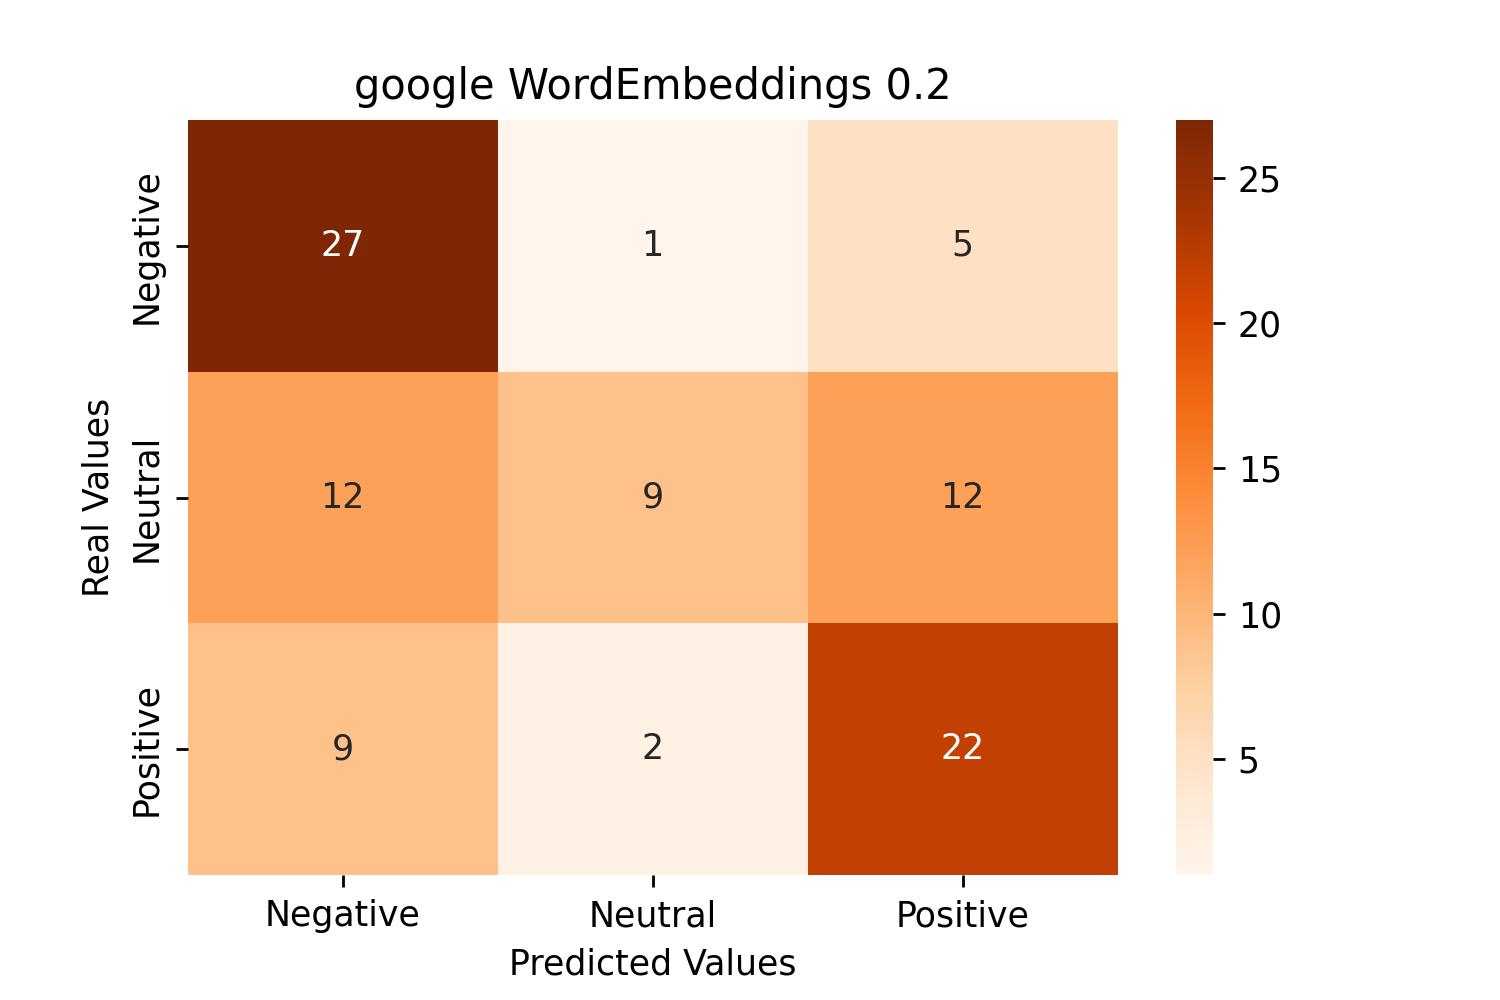 google WordEmbeddings 0.2
Real Values
Negative
27 1 5
Neutral
12 9 12
Positive
9 2 22
Negative Neutral Positive
Predicted Values
25
20
15
10
5